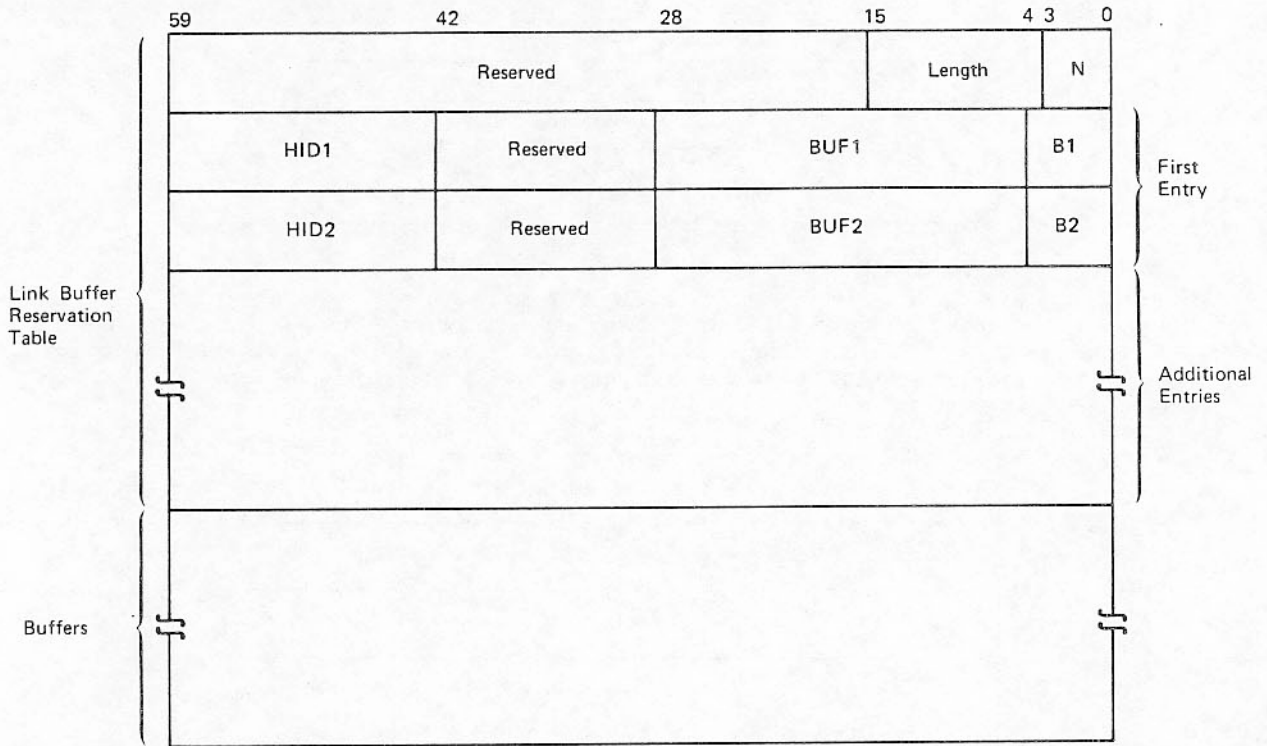 59 42 28 15 4 3 0
Reserved Length N
HID1 Reserved BUF1 B1
First
Entry
HID2 Reserved BUF2 B2
Link Buffer
Reservation
Table
Additional
Entries
Buffers